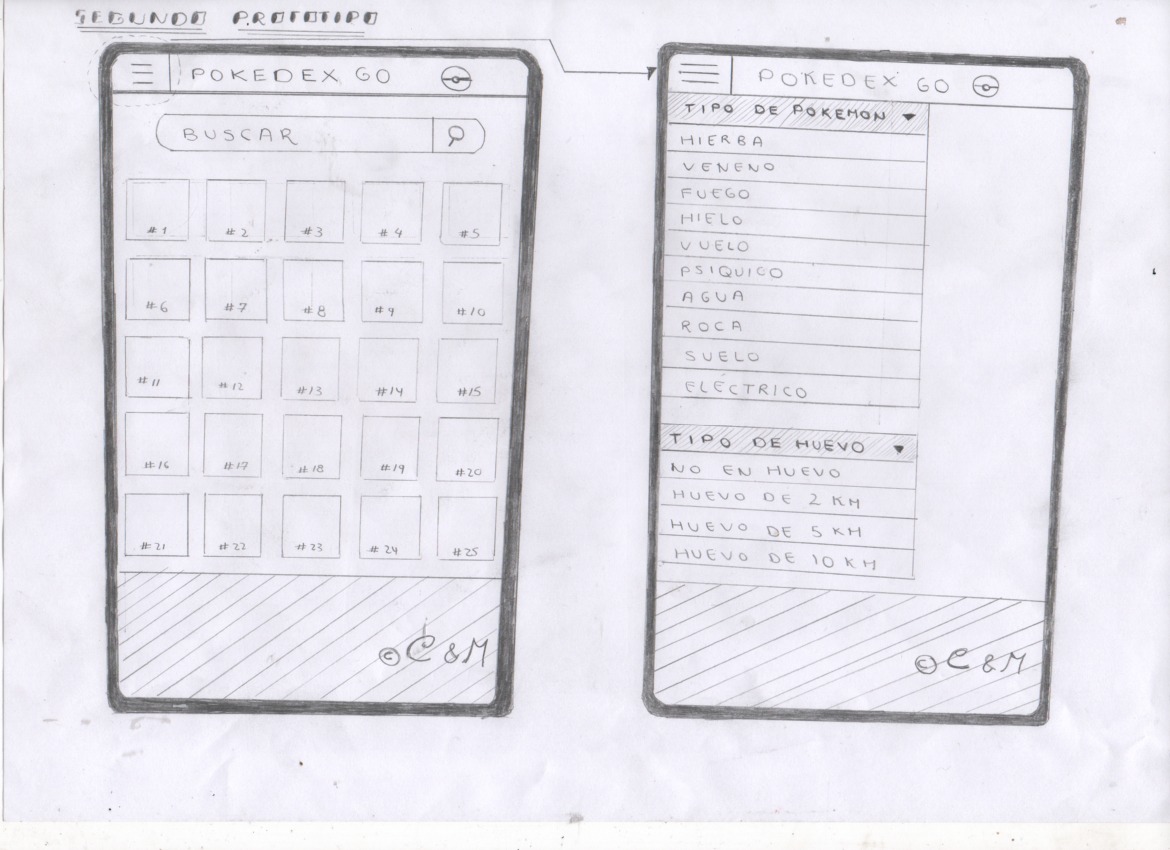 SEGUNDO PROTOTIPO
POKEDEX GO
BUSCAR
#1 #2 #3 #4 #5
#6 #7 #8 #9 #10
#11 #12 #13 #14 #15
#16 #17 #18 #19 #20
#21 #22 #23 #24 #25
© C & M
POKEDEX GO
TIPO DE POKEMON
HIERBA
VENENO
FUEGO
HIELO
VUELO
PSIQUICO
AGUA
ROCA
SUELO
ELECTRICO
TIPO DE HUEVO
NO EN HUEVO
HUEVO DE 2 KM
HUEVO DE 5 KM
HUEVO DE 10 KM
© C & M